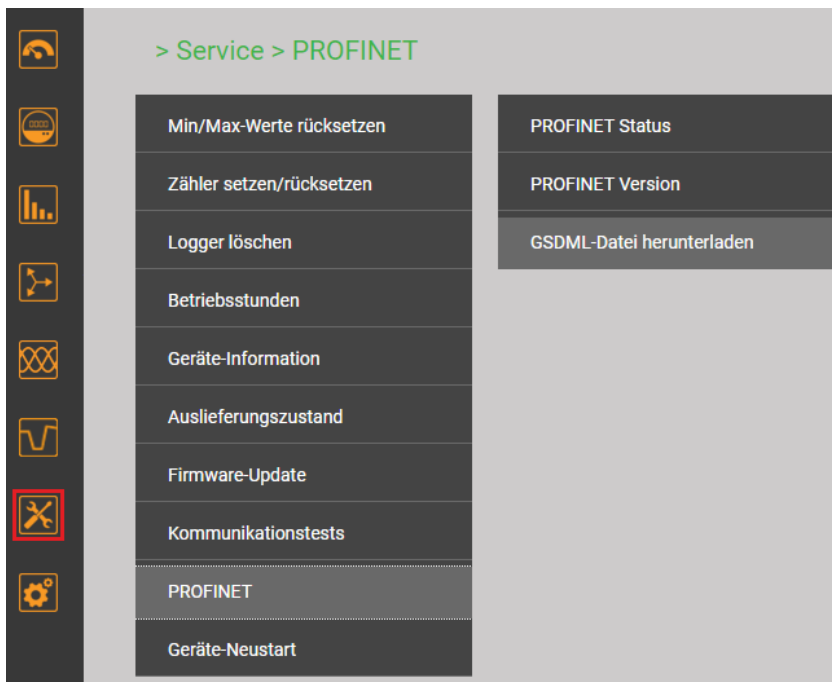 > Service > PROFINET
Min/Max-Werte rücksetzen
Zähler setzen/rücksetzen
Logger löschen
Betriebsstunden
Geräte-Information
Auslieferungszustand
Firmware-Update
Kommunikationstests
PROFINET
Geräte-Neustart
PROFINET Status
PROFINET Version
GSDML-Datei herunterladen